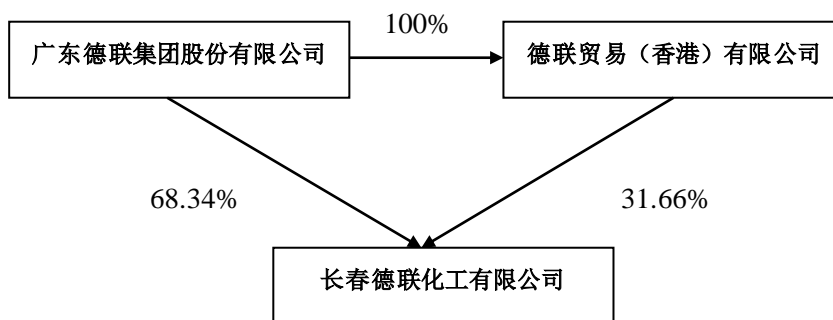 100%
广东德联集团股份有限公司
德联贸易（香港）有限公司
68.34%
31.66%
长春德联化工有限公司